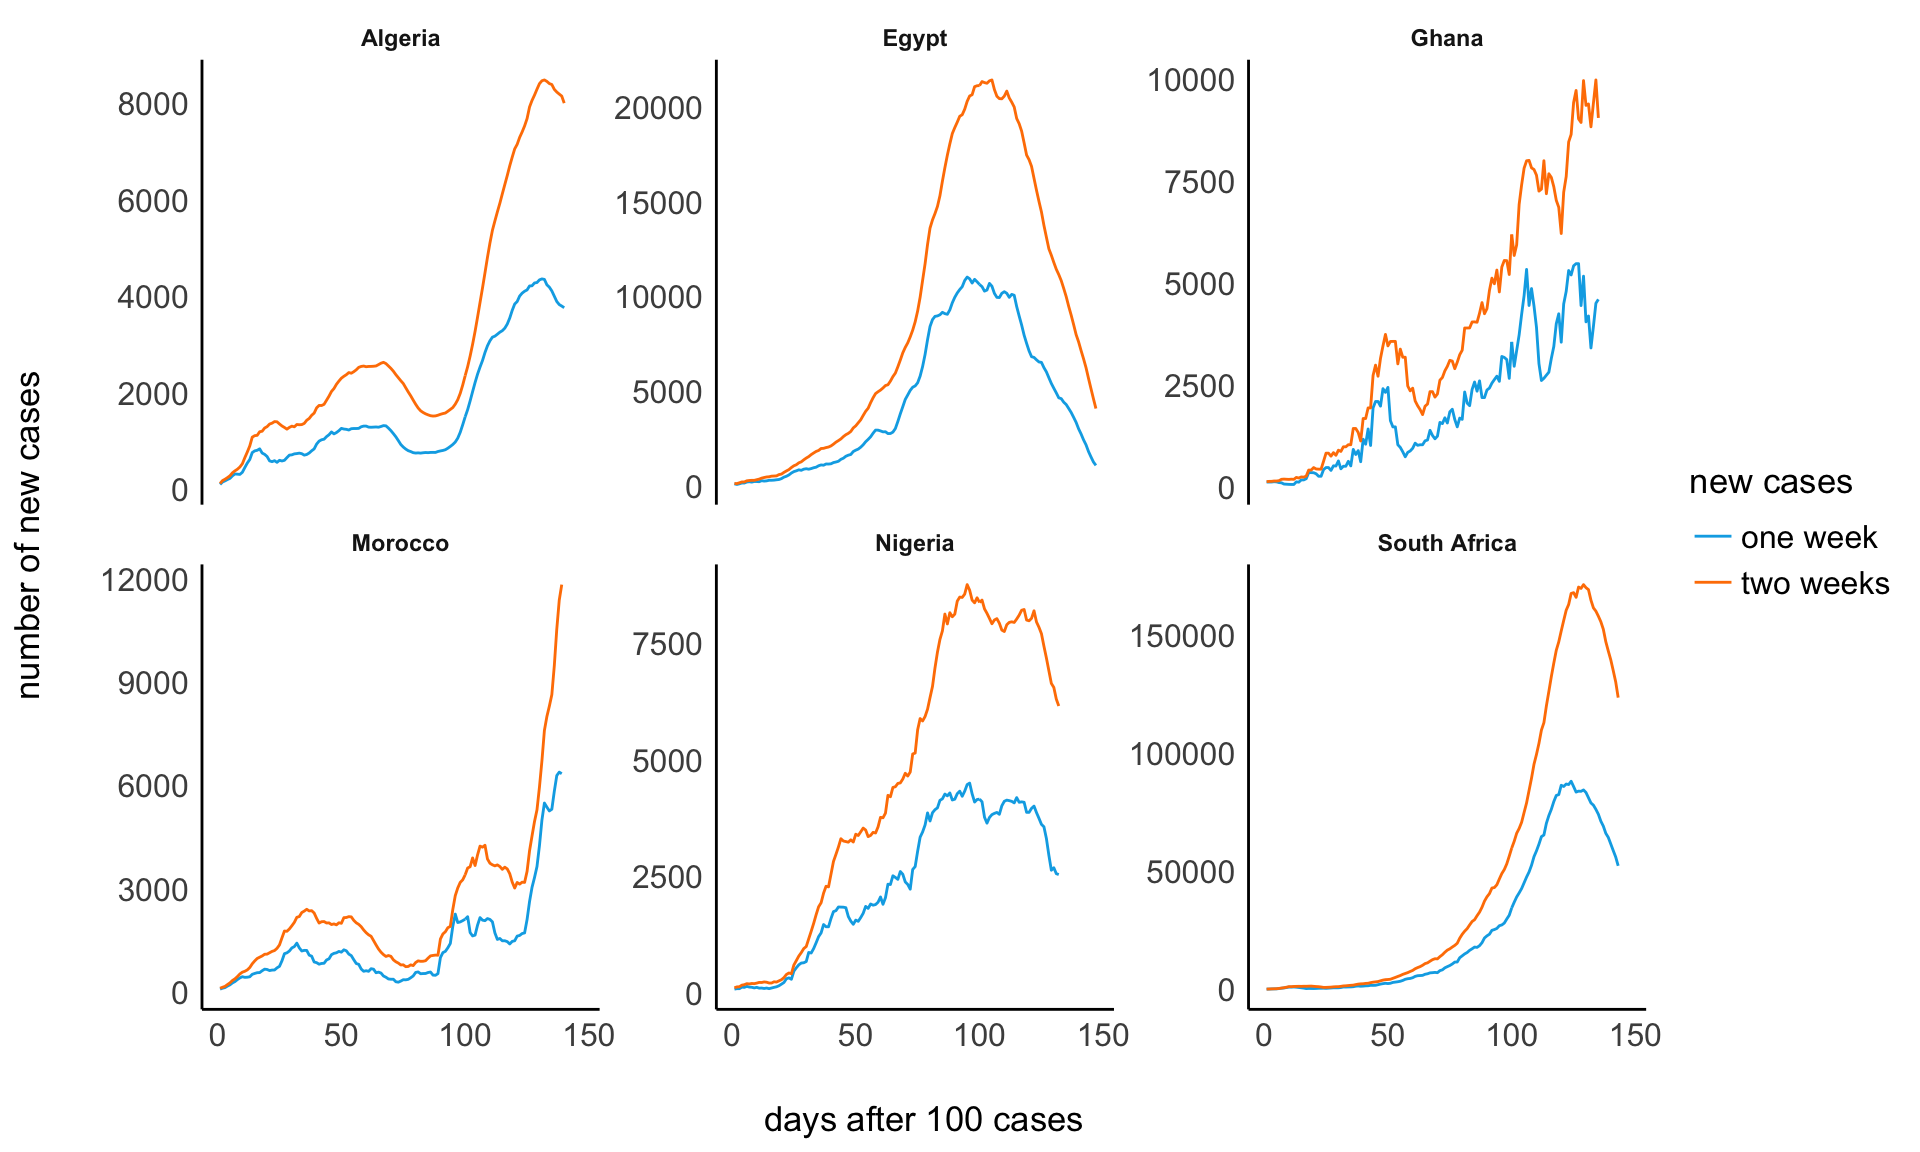 Algeria
Egypt
Ghana
8000
6000
4000
2000
0
20000
15000
10000
5000
0
10000
7500
5000
2500
0
number of new cases
new cases
one week
two weeks
Morocco
Nigeria
South Africa
12000
9000
6000
3000
0
7500
5000
2500
0
150000
100000
50000
0
0 50 100 150
0 50 100 150
0 50 100 150
days after 100 cases